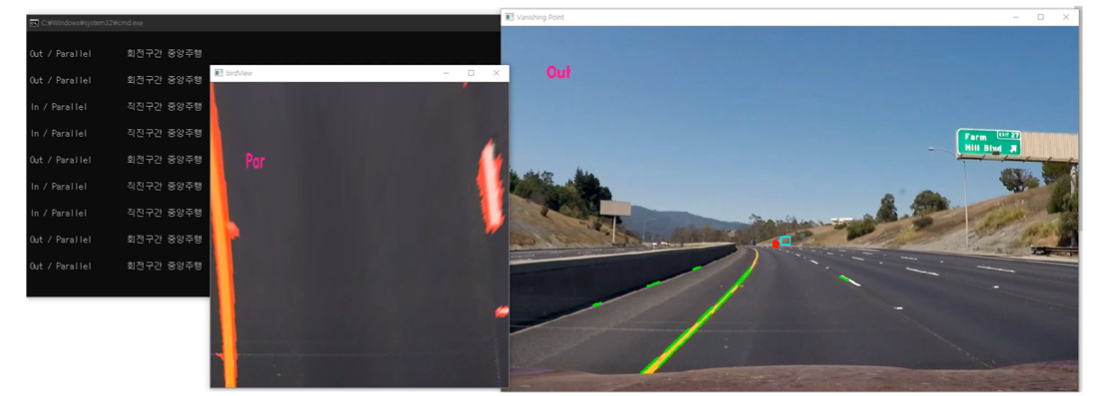 C:₩Windows₩system32₩cmd.exe
Out / Parallel 회전구간 중앙주행
Out / Parallel 회전구간 중앙주행
In / Parallel 직진구간 중앙주행
In / Parallel 직진구간 중앙주행
Out / Parallel 회전구간 중앙주행
In / Parallel 직진구간 중앙주행
In / Parallel 직진구간 중앙주행
Out / Parallel 회전구간 중앙주행
Out / Parallel 회전구간 중앙주행
birdView
Par
Vanishing Point
Out
EXIT 27
Farm
Hill Blvd